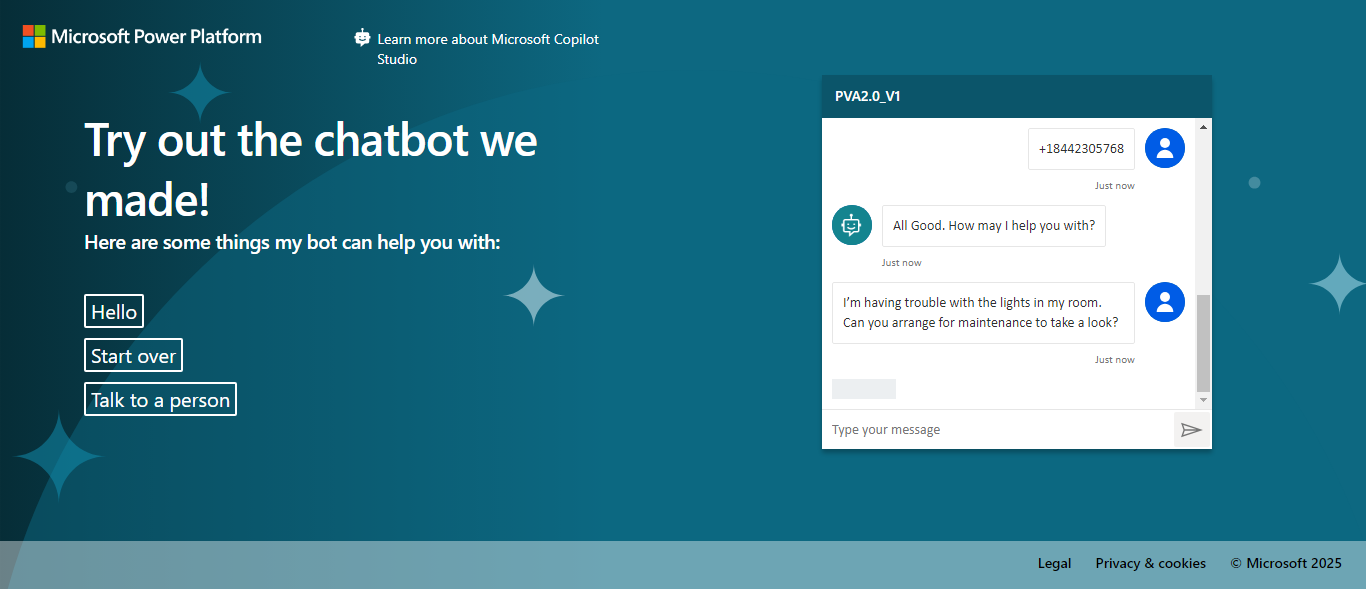 Microsoft Power Platform
Learn more about Microsoft Copilot
Studio
Try out the chatbot we
made!
Here are some things my bot can help you with:
Hello
Start over
Talk to a person
PVA2.0_V1
+18442305768
Just now
All Good. How may I help you with?
Just now
I’m having trouble with the lights in my room.
Can you arrange for maintenance to take a look?
Just now
Type your message
Legal
Privacy & cookies
© Microsoft 2025